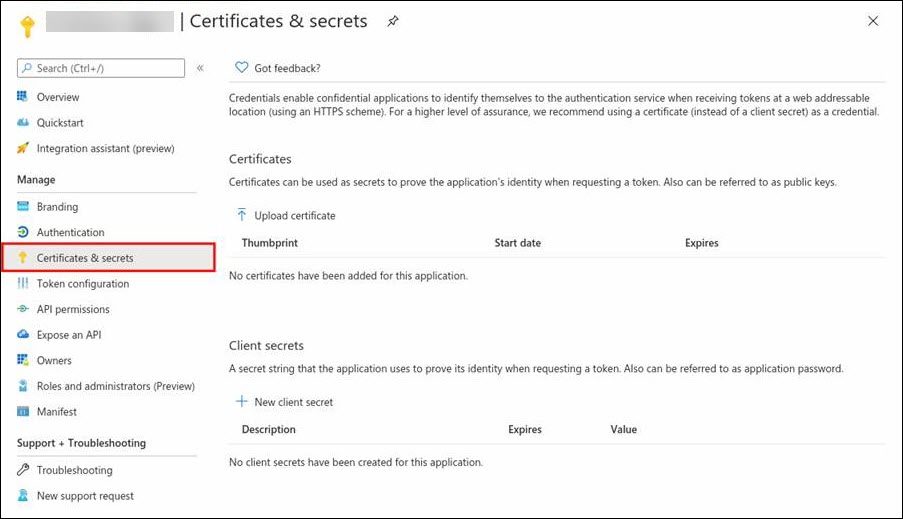 | Certificates & secrets
Search (Ctrl+/)
«
Got feedback?
Overview
Quickstart
Integration assistant (preview)
Manage
Branding
Authentication
Certificates & secrets
Token configuration
API permissions
Expose an API
Owners
Roles and administrators (Preview)
Manifest
Support + Troubleshooting
Troubleshooting
New support request
Credentials enable confidential applications to identify themselves to the authentication service when receiving tokens at a web addressable
location (using an HTTPS scheme). For a higher level of assurance, we recommend using a certificate (instead of a client secret) as a credential.
Certificates
Certificates can be used as secrets to prove the application's identity when requesting a token. Also can be referred to as public keys.
Upload certificate
Thumbprint Start date Expires
No certificates have been added for this application.
Client secrets
A secret string that the application uses to prove its identity when requesting a token. Also can be referred to as application password.
New client secret
Description Expires Value
No client secrets have been created for this application.